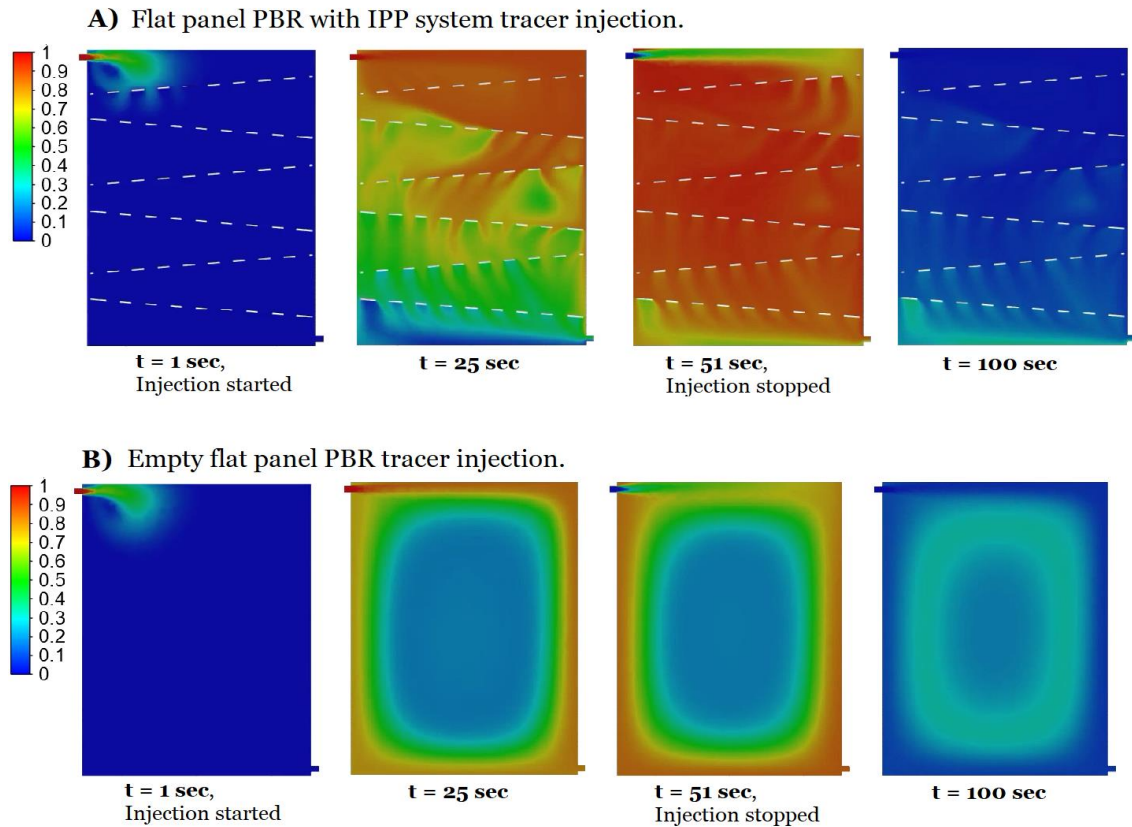 A) Flat panel PBR with IPP system tracer injection.
1
0.9
0.8
0.7
0.6
0.5
0.4
0.3
0.2
0.1
0
t = 1 sec,
Injection started
t = 25 sec
t = 51 sec,
Injection stopped
t = 100 sec
B) Empty flat panel PBR tracer injection.
1
0.9
0.8
0.7
0.6
0.5
0.4
0.3
0.2
0.1
0
t = 1 sec,
Injection started
t = 25 sec
t = 51 sec,
Injection stopped
t = 100 sec